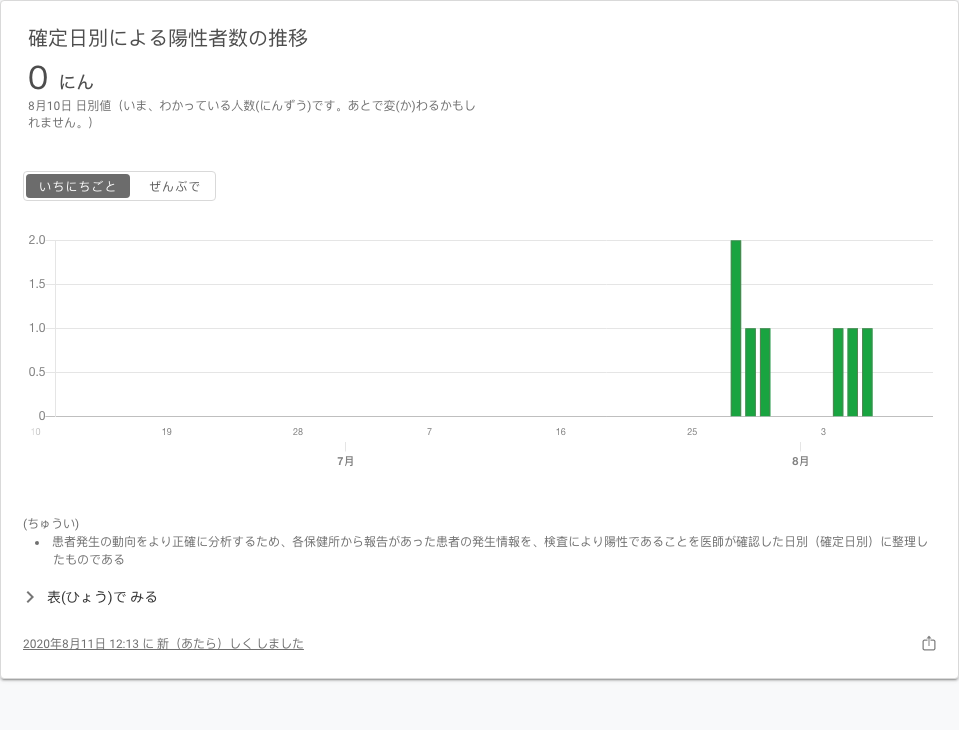 確定日別による陽性者数の推移
0 にん
8月10日 日別値（いま、わかっている人数(にんずう)です。あとで変(か)わるかもし
れません。）
いちにちごと ぜんぶで
2.0
1.5
1.0
0.5
0
10 19 28 7 16 25 3
7月 8月
(ちゅうい)
• 患者発生の動向をより正確に分析するため、各保健所から報告があった患者の発生情報を、検査により陽性であることを医師が確認した日別（確定日別）に整理し
たものである
表(ひょう)で みる
2020年8月11日 12:13 に 新（あたら）しく しました